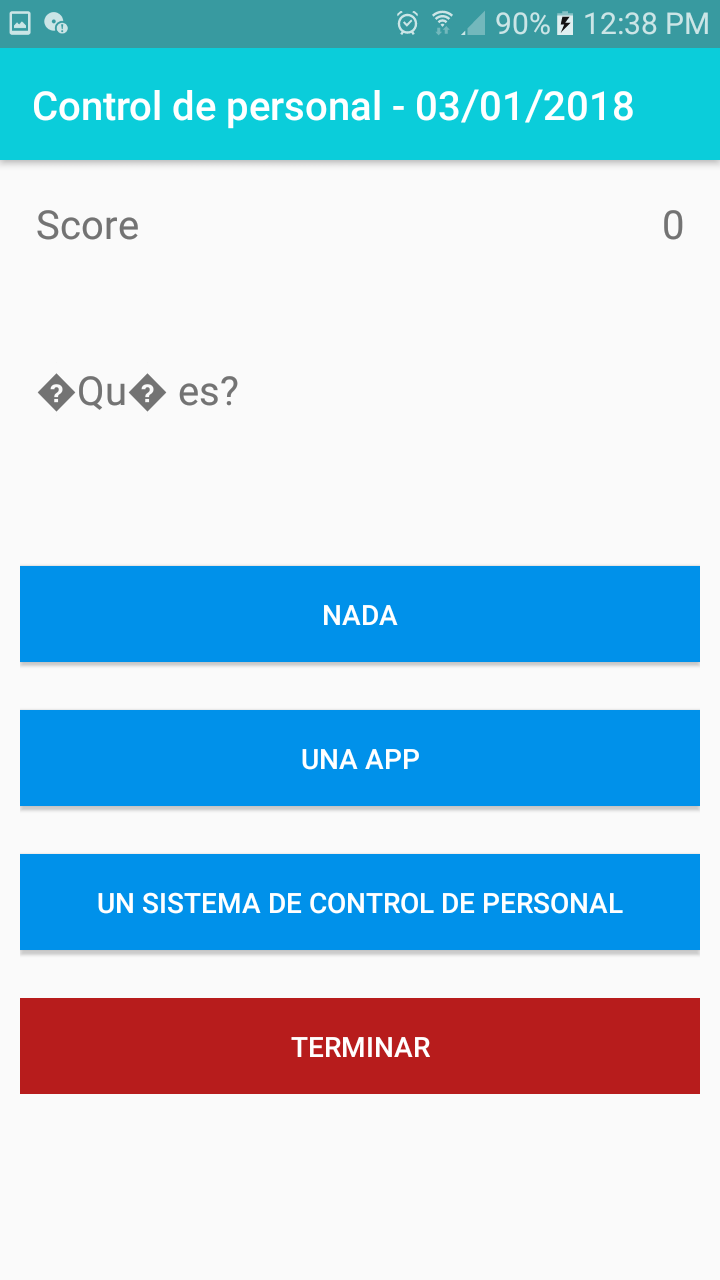 90% 12:38 PM
Control de personal - 03/01/2018
Score 0
�Qu� es?
NADA
UNA APP
UN SISTEMA DE CONTROL DE PERSONAL
TERMINAR